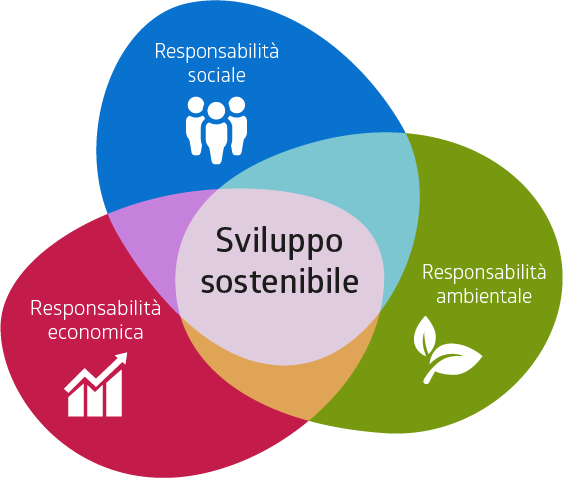 Responsabilità
sociale
Sviluppo
sostenibile
Responsabilità
ambientale
Responsabilità
economica